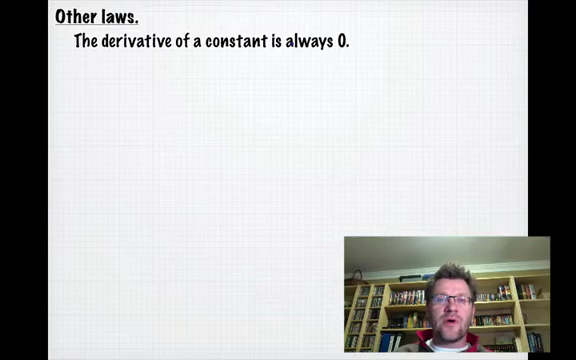 Other laws.
The derivative of a constant is always 0.